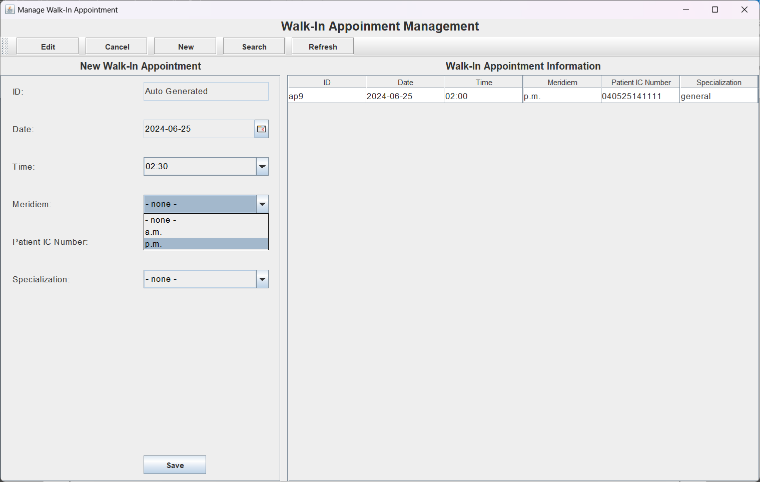 Manage Walk-In Appointment
Walk-In Appoinment Management
Edit Cancel New Search Refresh
New Walk-In Appointment
ID: Auto Generated
Date: 2024-06-25
Time: 02:30
Meridiem: - none -
- none -
a.m.
p.m.
Patient IC Number:
Specialization - none -
Save
Walk-In Appointment Information
ID Date Time Meridiem Patient IC Number Specialization
ap9 2024-06-25 02:00 p.m. 040525141111 general